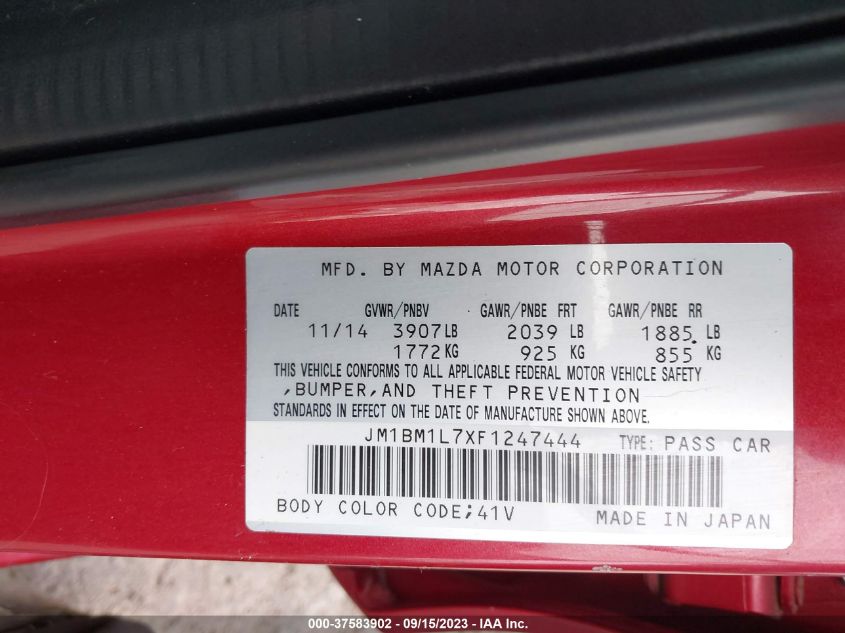 MFD. BY MAZDA MOTOR CORPORATION
DATE GVWR/PNBV GAWR/PNBE FRT GAWR/PNBE RR
11/14 3907LB 2039 LB 1885 LB
1772KG 925 KG 855 KG
THIS VEHICLE CONFORMS TO ALL APPLICABLE FEDERAL MOTOR VEHICLE SAFETY
,BUMPER,AND THEFT PREVENTION
STANDARDS IN EFFECT ON THE DATE OF MANUFACTURE SHOWN ABOVE.
JM1BM1L7XF1247444 TYPE: PASS CAR
BODY COLOR CODE;41V MADE IN JAPAN
000-37583902 - 09/15/2023 - IAA Inc.